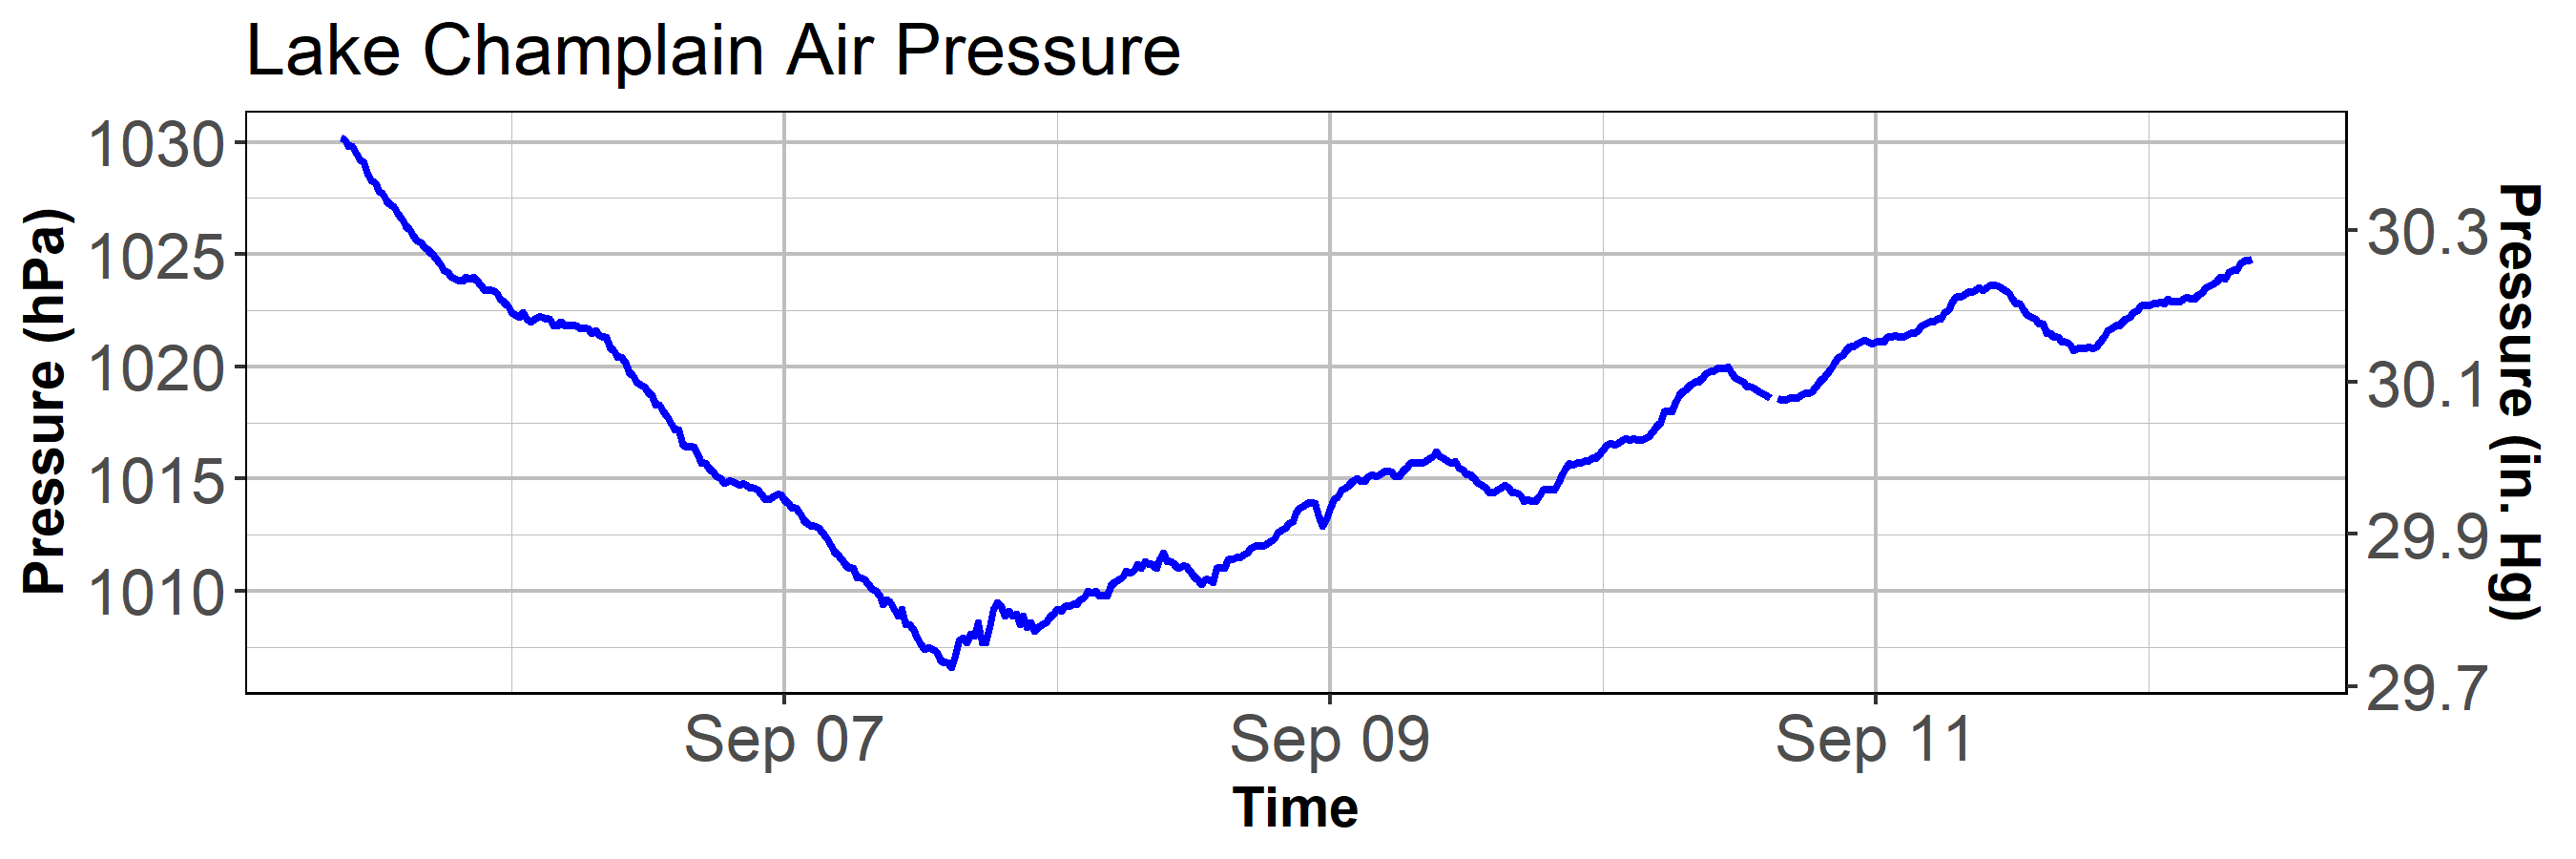 Lake Champlain Air Pressure
Pressure (hPa)
1030
1025
1020
1015
1010
30.3
30.1
29.9
29.7
Pressure (in. Hg)
Sep 07
Sep 09
Sep 11
Time